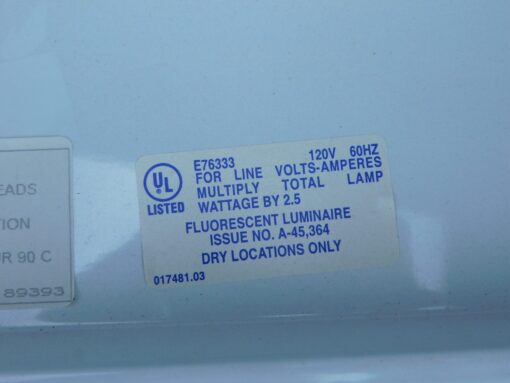 EADS
TION
UR 90 C
89393
UL
LISTED
E76333 120V 60HZ
FOR LINE VOLTS-AMPERES
MULTIPLY TOTAL LAMP
WATTAGE BY 2.5
FLUORESCENT LUMINAIRE
ISSUE NO. A-45,364
DRY LOCATIONS ONLY
017481.03